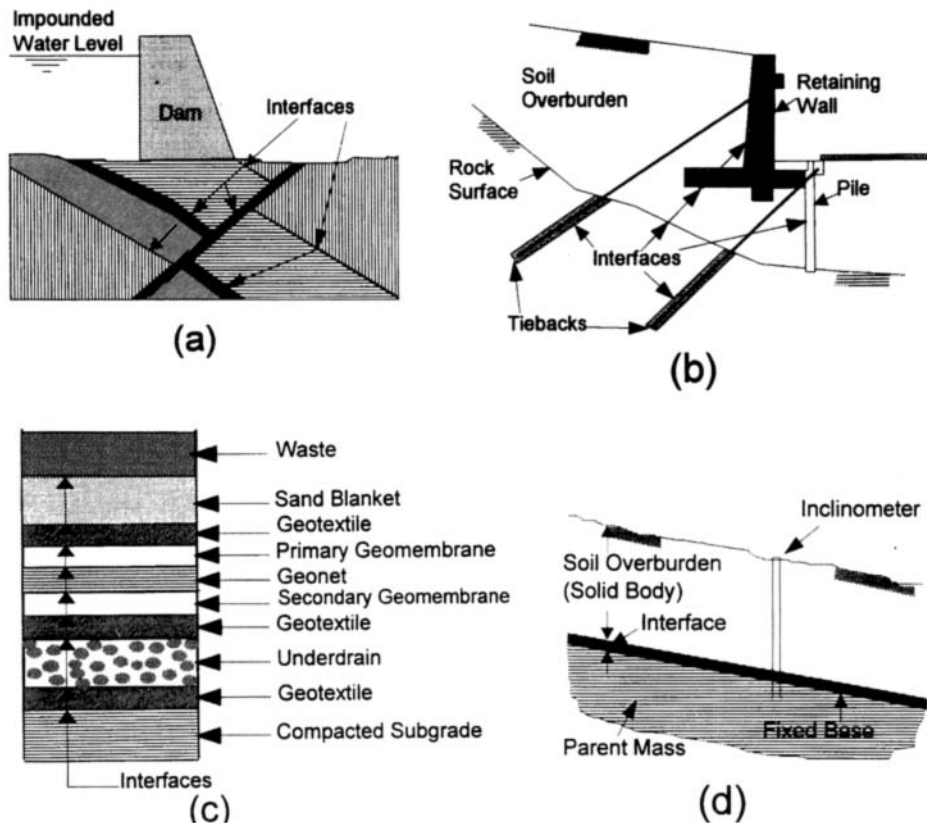 Impounded
Water Level
Dam
Interfaces
(a)
Soil
Overburden
Retaining
Wall
Rock
Surface
Pile
Interfaces
Tiebacks
(b)
Waste
Sand Blanket
Geotextile
Primary Geomembrane
Geonet
Secondary Geomembrane
Geotextile
Underdrain
Geotextile
Compacted Subgrade
Interfaces
(c)
Inclinometer
Soil Overburden
(Solid Body)
Interface
Fixed Base
Parent Mass
(d)